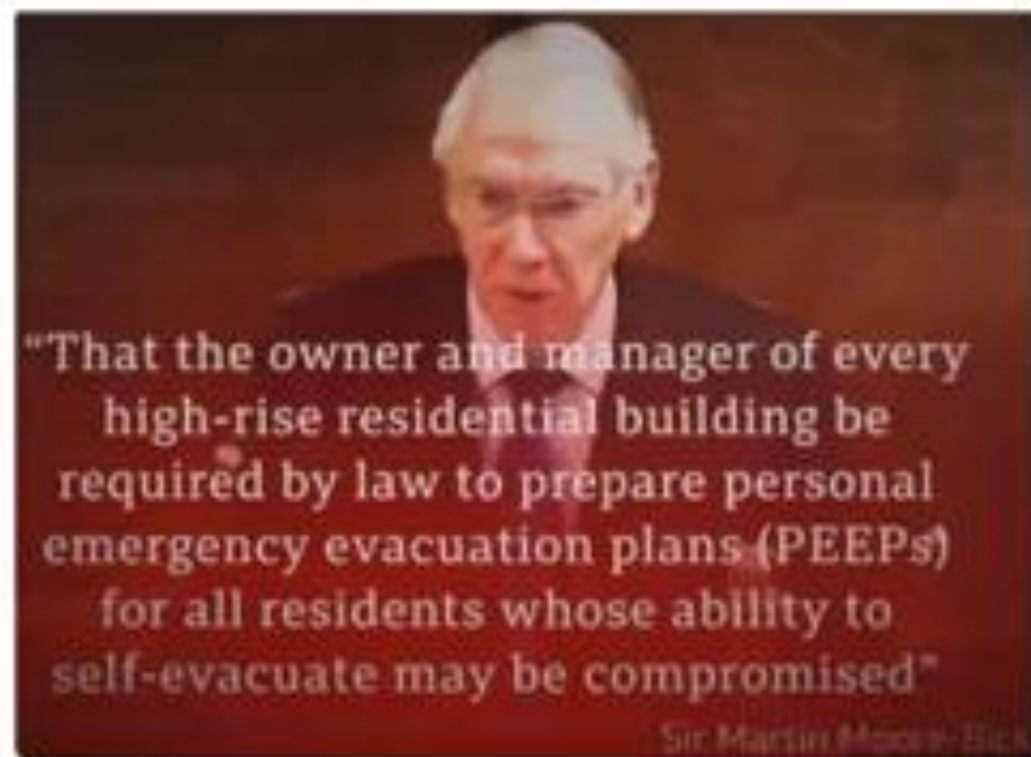 “That the owner and manager of every
high-rise residential building be
required by law to prepare personal
emergency evacuation plans (PEEPs)
for all residents whose ability to
self-evacuate may be compromised”
Sir Martin Moore-Bick